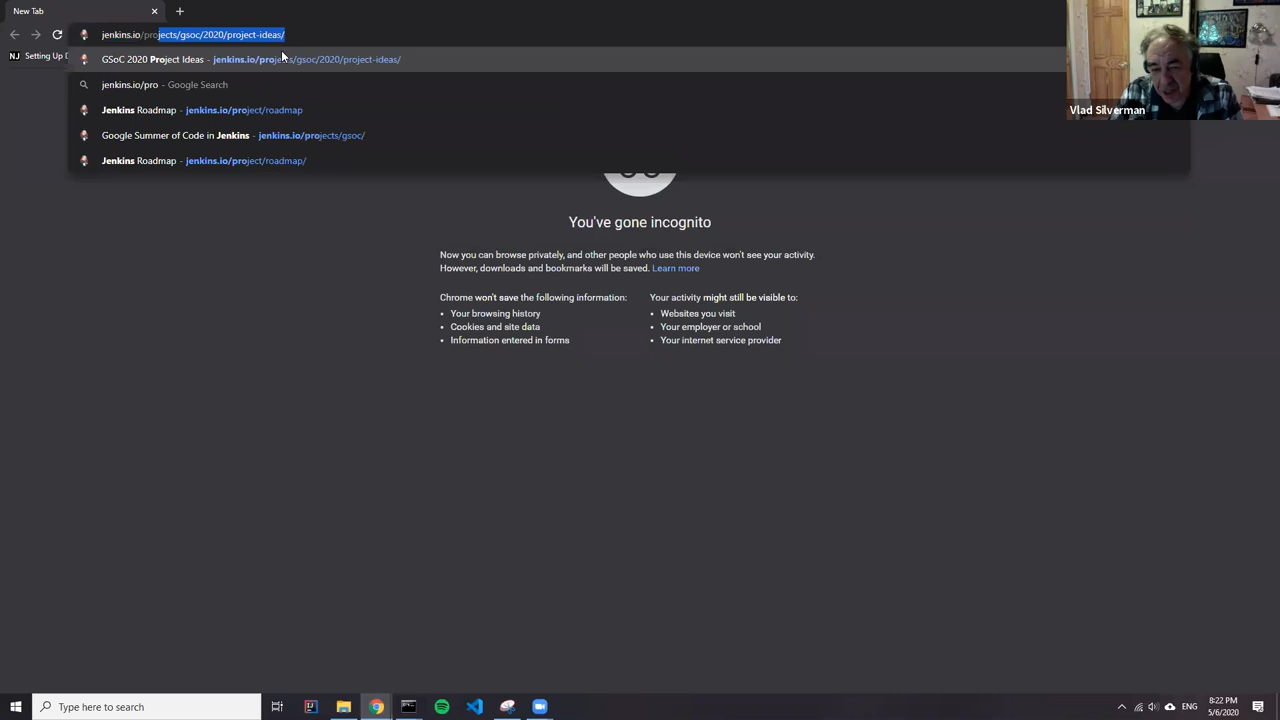 New Tab
jenkins.io/projects/gsoc/2020/project-ideas/
NJ Setting Up D
GSoC 2020 Project Ideas - jenkins.io/projects/gsoc/2020/project-ideas/
jenkins.io/pro - Google Search
Jenkins Roadmap - jenkins.io/project/roadmap
Google Summer of Code in Jenkins - jenkins.io/projects/gsoc/
Jenkins Roadmap - jenkins.io/project/roadmap/
Vlad Silverman
You've gone incognito
Now you can browse privately, and other people who use this device won't see your activity.
However, downloads and bookmarks will be saved. Learn more
Chrome won't save the following information:
• Your browsing history
• Cookies and site data
• Information entered in forms
Your activity might still be visible to:
• Websites you visit
• Your employer or school
• Your internet service provider
Type here to search
ENG
8:22 PM
5/6/2020